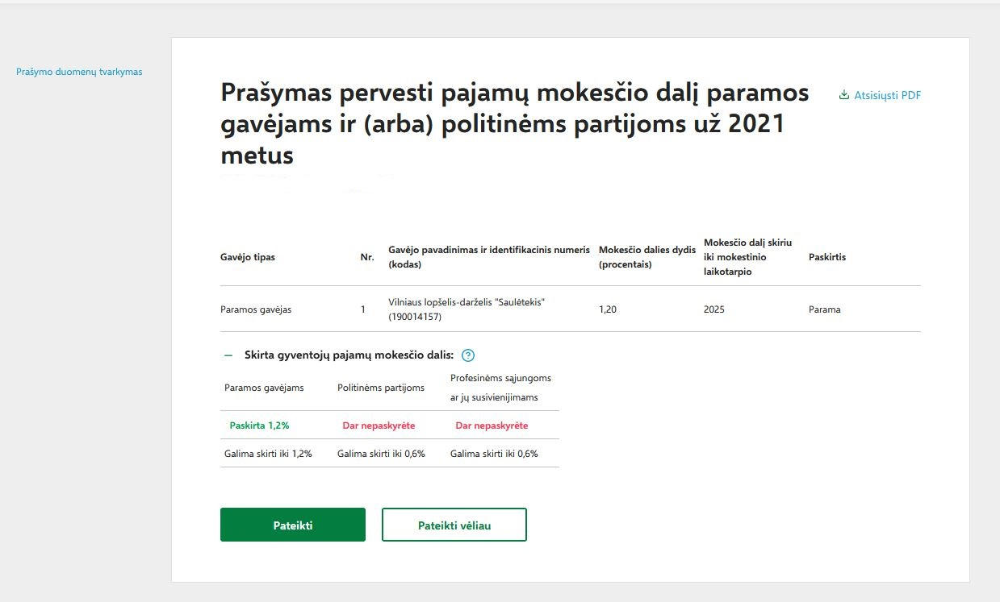 Prašymo duomenų tvarkymas
Prašymas pervesti pajamų mokesčio dalį paramos
gavėjams ir (arba) politinėms partijoms už 2021
metus
Atsisiųsti PDF
Gavėjo tipas
Nr.
Gavėjo pavadinimas ir identifikacinis numeris
(kodas)
Mokesčio dalies dydis
(procentais)
Mokesčio dalį skiriu
iki mokestinio
laikotarpio
Paskirtis
Paramos gavėjas
1
Vilniaus lopšelis-darželis "Saulėtekis"
(190014157)
1,20
2025
Parama
Skirta gyventojų pajamų mokesčio dalis: ?
Paramos gavėjams
Politinėms partijoms
Profesinėms sąjungoms
ar jų susivienijimams
Paskirta 1,2%
Dar nepaskyrėte
Dar nepaskyrėte
Galima skirti iki 1,2%
Galima skirti iki 0,6%
Galima skirti iki 0,6%
Pateikti
Pateikti vėliau